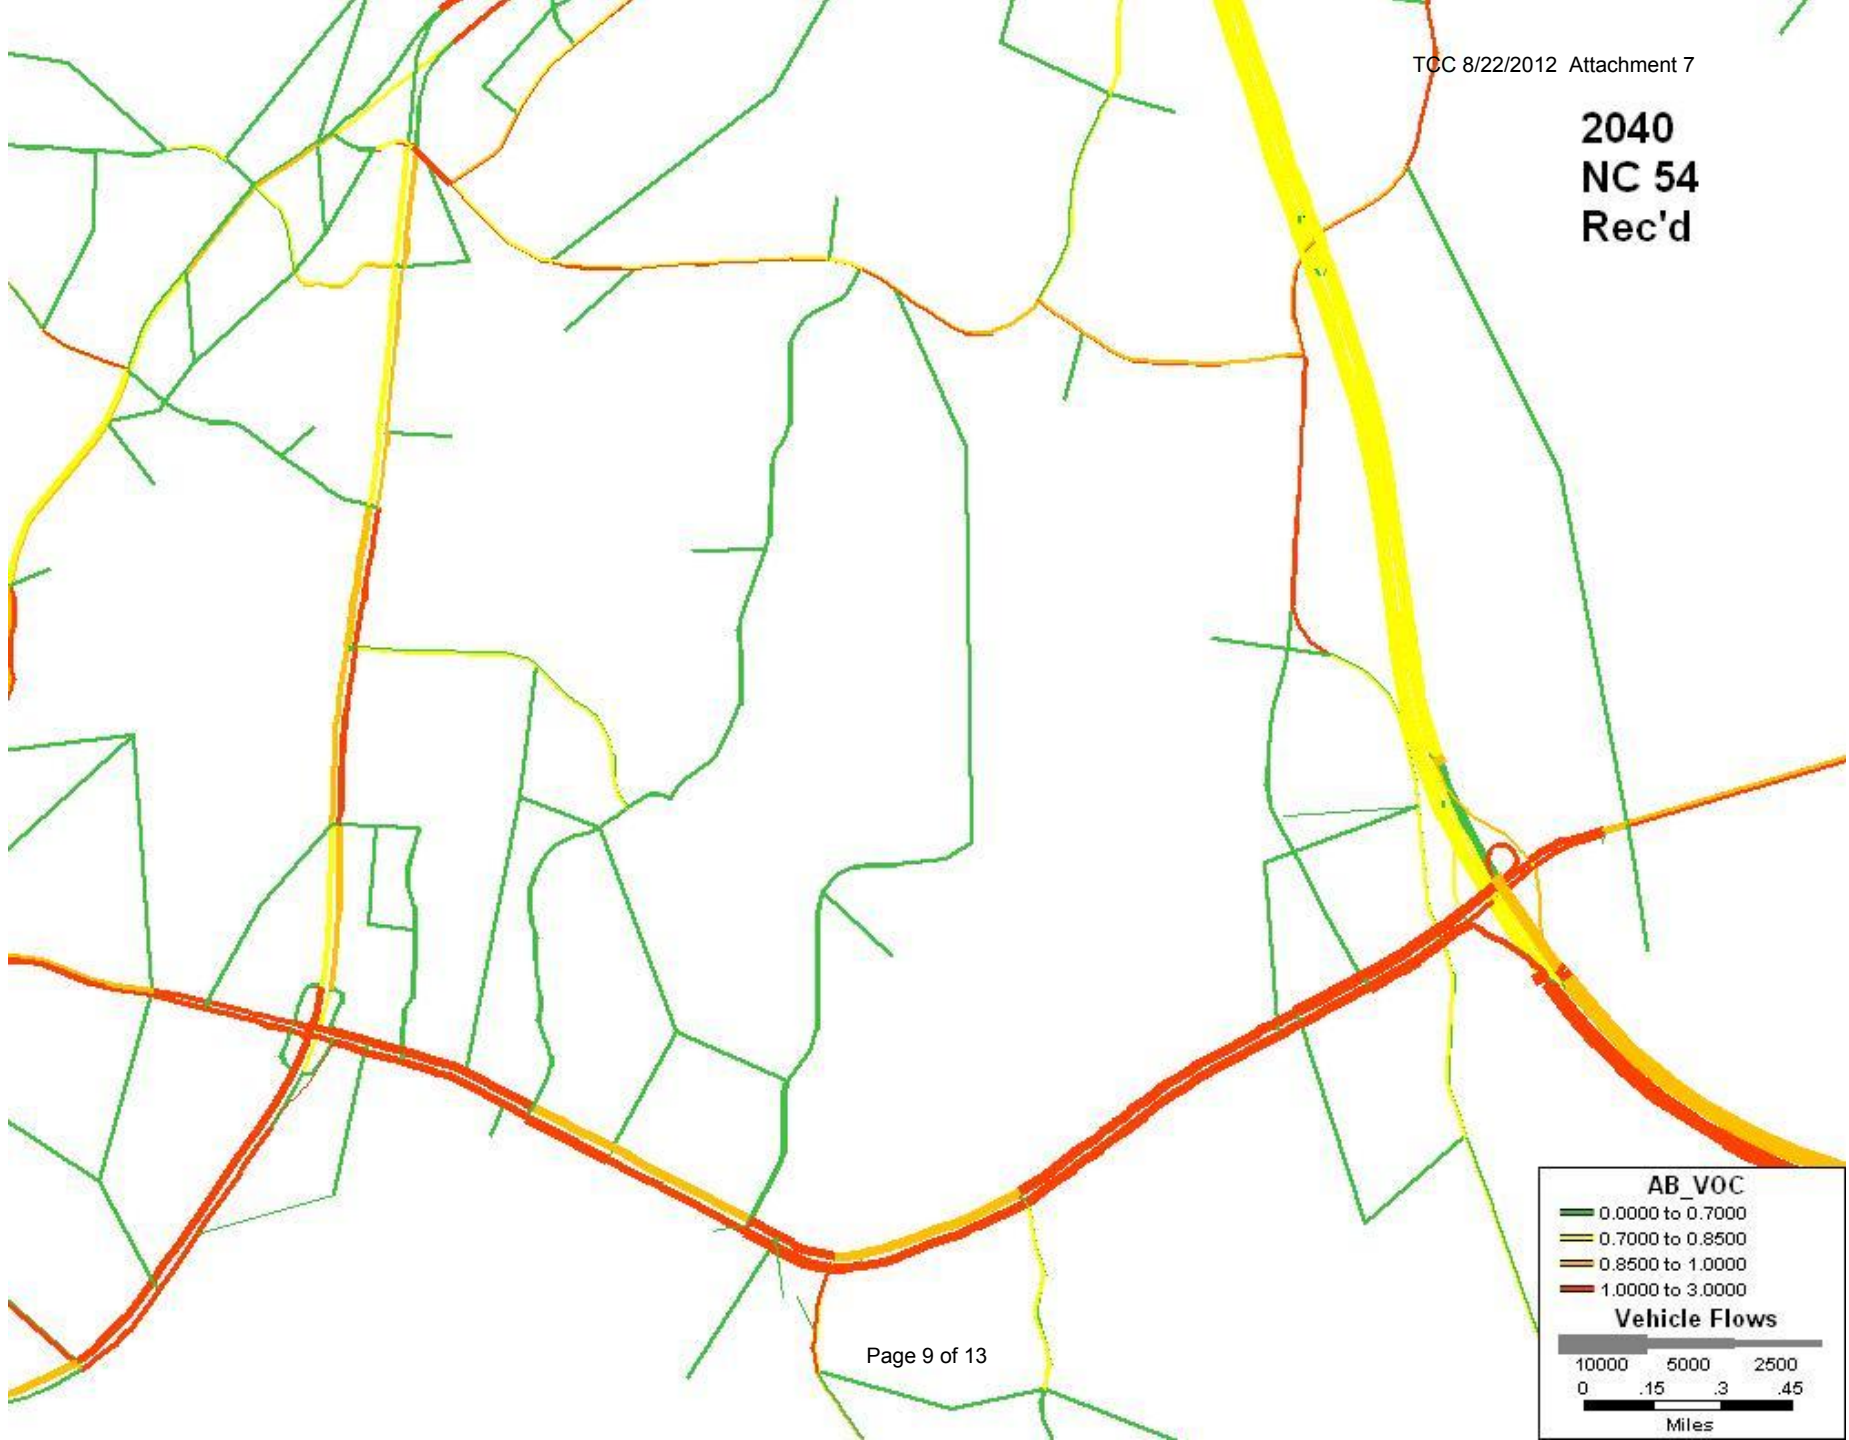 TCC 8/22/2012 Attachment 7
2040
NC 54
Rec'd
AB_VOC
0.0000 to 0.7000
0.7000 to 0.8500
0.8500 to 1.0000
1.0000 to 3.0000
Vehicle Flows
10000 5000 2500
0 .15 .3 .45
Miles
Page 9 of 13